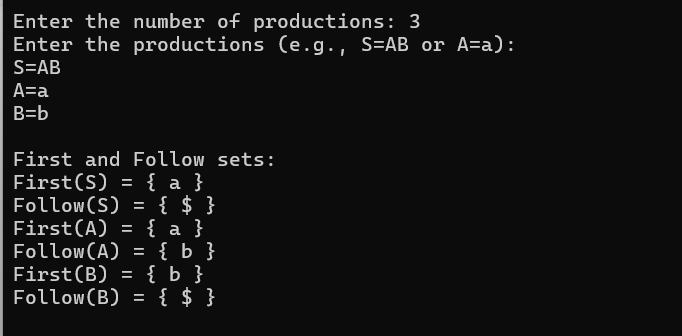 Enter the number of productions: 3
Enter the productions (e.g., S=AB or A=a):
S=AB
A=a
B=b
First and Follow sets:
First(S) = { a }
Follow(S) = { $ }
First(A) = { a }
Follow(A) = { b }
First(B) = { b }
Follow(B) = { $ }